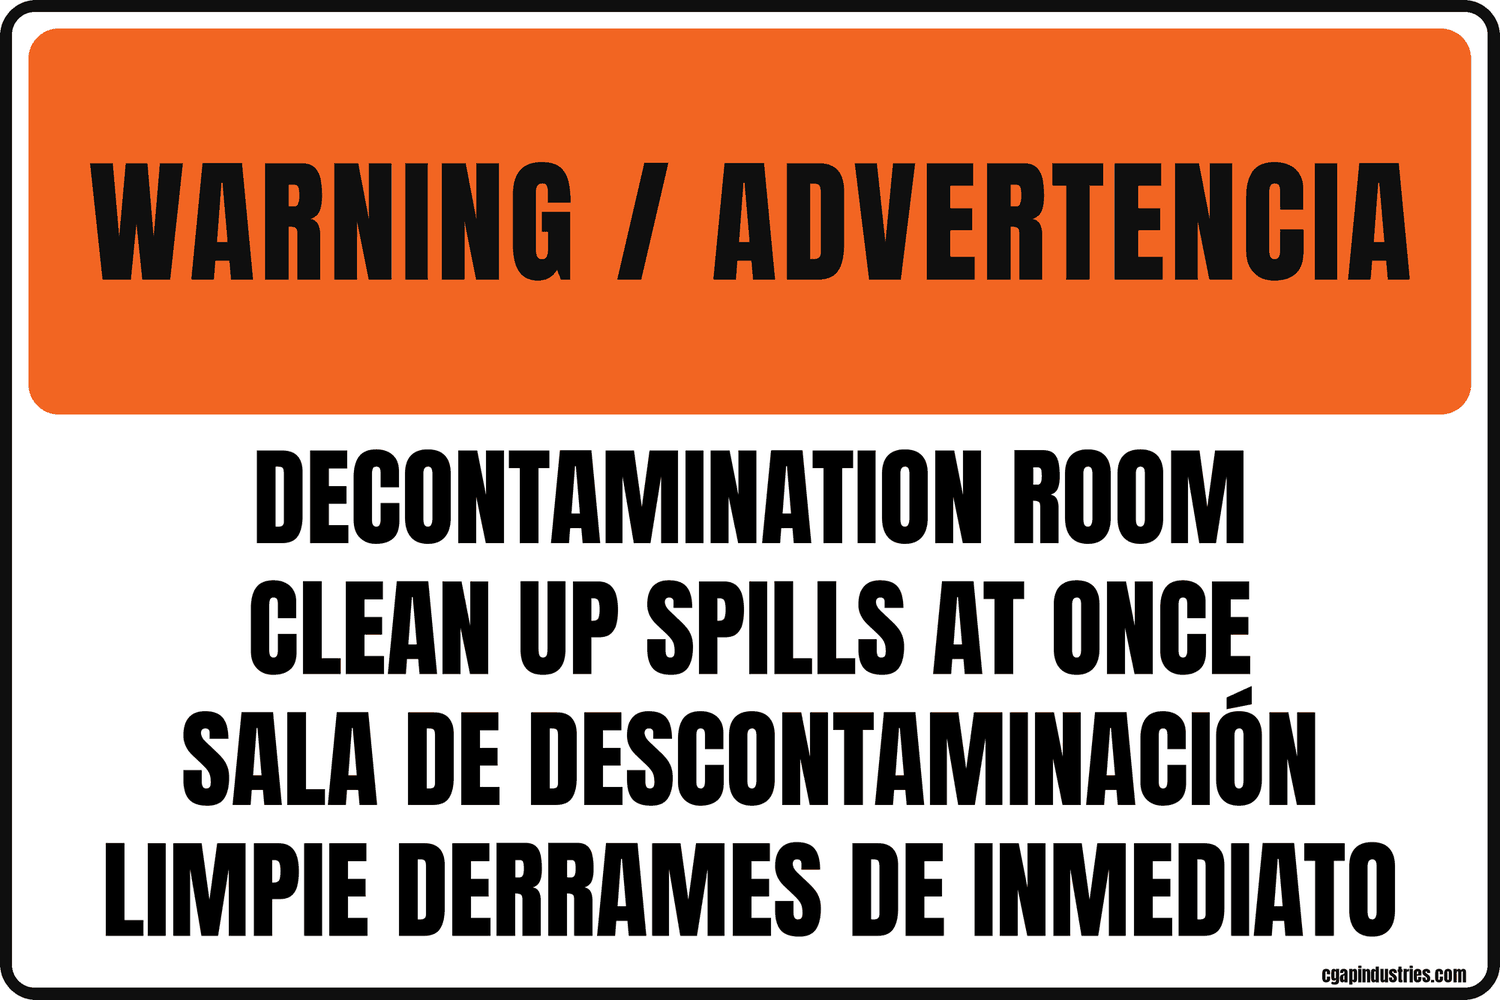 WARNING / ADVERTENCIA
DECONTAMINATION ROOM
CLEAN UP SPILLS AT ONCE
SALA DE DESCONTAMINACIÓN
LIMPIE DERRAMES DE INMEDIATO
cgapindustries.com